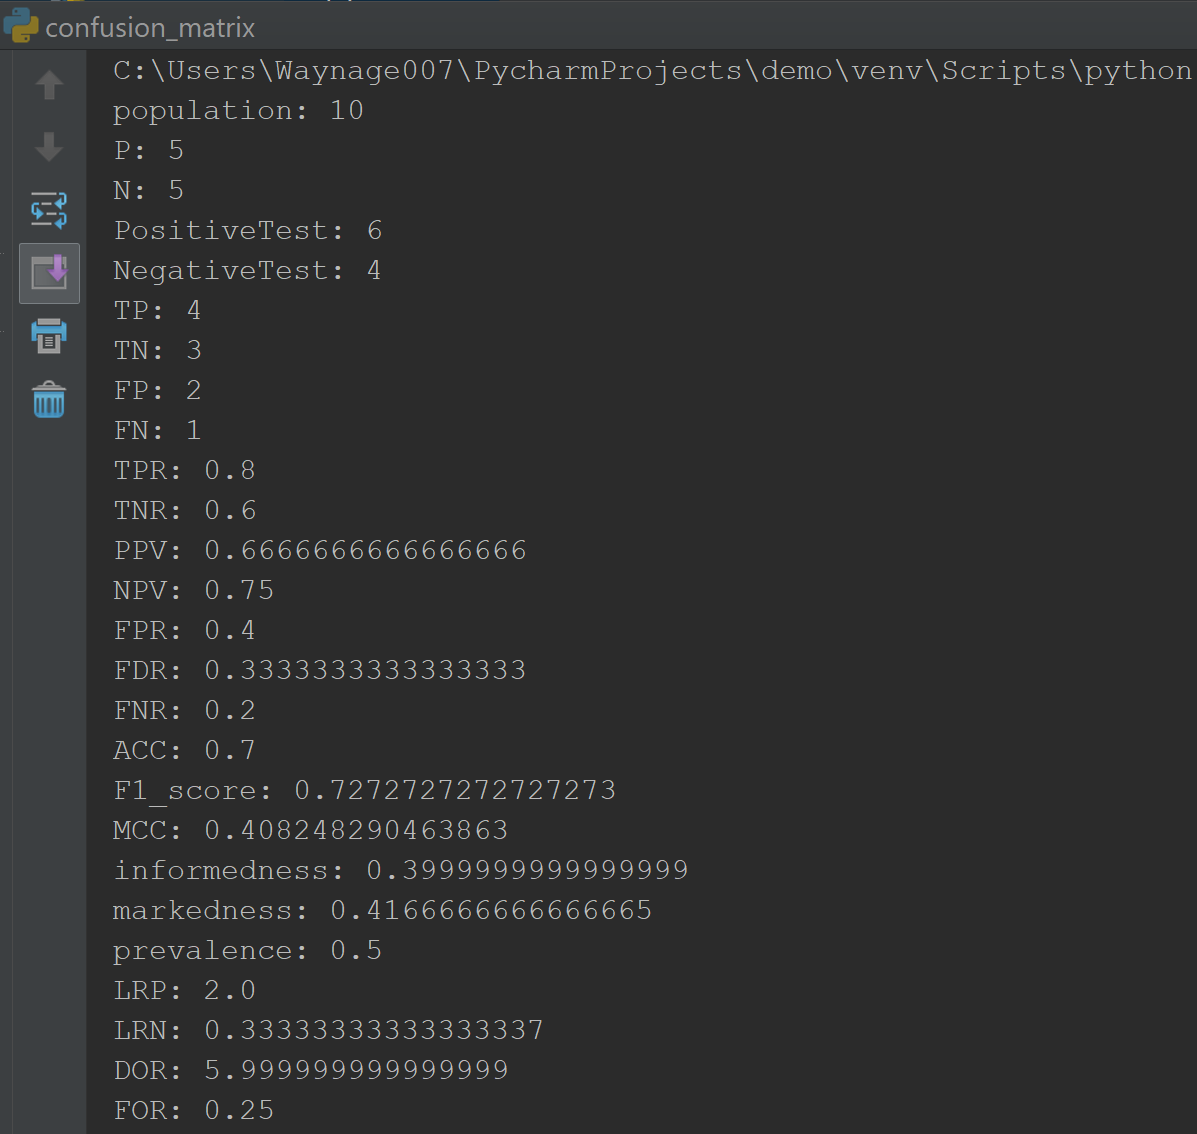 confusion_matrix
C:\Users\Waynage007\PycharmProjects\demo\venv\Scripts\python
population: 10
P: 5
N: 5
PositiveTest: 6
NegativeTest: 4
TP: 4
TN: 3
FP: 2
FN: 1
TPR: 0.8
TNR: 0.6
PPV: 0.6666666666666666
NPV: 0.75
FPR: 0.4
FDR: 0.3333333333333333
FNR: 0.2
ACC: 0.7
F1_score: 0.7272727272727273
MCC: 0.408248290463863
informedness: 0.3999999999999999
markedness: 0.4166666666666665
prevalence: 0.5
LRP: 2.0
LRN: 0.33333333333333337
DOR: 5.999999999999999
FOR: 0.25